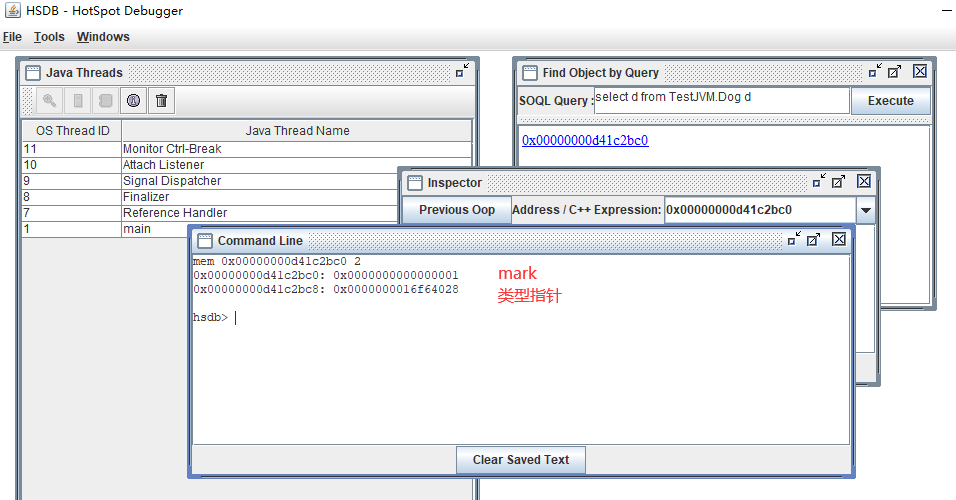 HSDB - HotSpot Debugger
File Tools Windows
Java Threads
OS Thread ID Java Thread Name
11 Monitor Ctrl-Break
10 Attach Listener
9 Signal Dispatcher
8 Finalizer
7 Reference Handler
1 main
Find Object by Query
SOQL Query : select d from TestJVM.Dog d Execute
0x00000000d41c2bc0
Inspector
Previous Oop Address / C++ Expression: 0x00000000d41c2bc0
Command Line
mem 0x00000000d41c2bc0 2
0x00000000d41c2bc0: 0x0000000000000001 mark
0x00000000d41c2bc8: 0x0000000016f64028 类型指针
hsdb>
Clear Saved Text